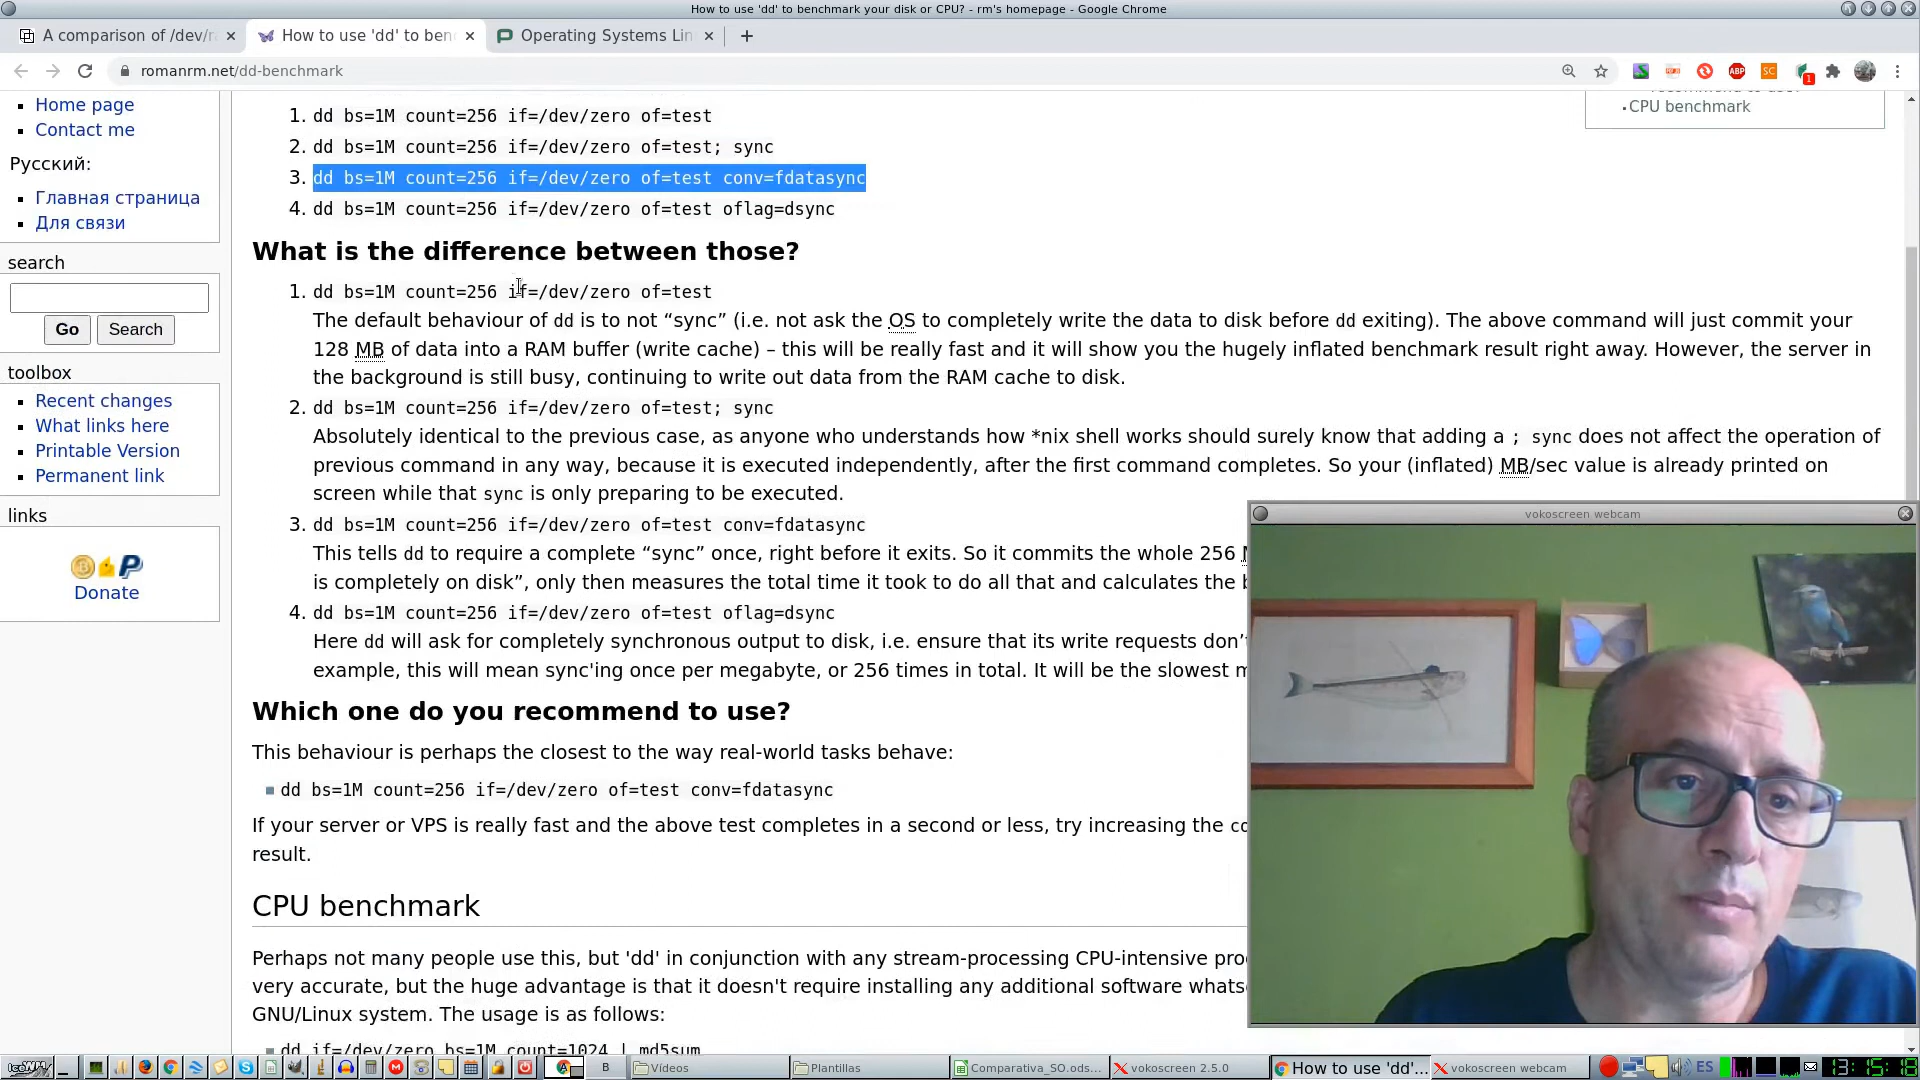 How to use 'dd' to benchmark your disk or CPU? - rm's homepage - Google Chrome
A comparison of /dev/r
How to use 'dd' to ben
Operating Systems Lin
romanrm.net/dd-benchmark
ABP
SC
1
Home page
Contact me
Русский:
Главная страница
Для связи
search
Go
Search
toolbox
Recent changes
What links here
Printable Version
Permanent link
links
Donate
CPU benchmark
1. dd bs=1M count=256 if=/dev/zero of=test
2. dd bs=1M count=256 if=/dev/zero of=test; sync
3. dd bs=1M count=256 if=/dev/zero of=test conv=fdatasync
4. dd bs=1M count=256 if=/dev/zero of=test oflag=dsync
What is the difference between those?
1. dd bs=1M count=256 if=/dev/zero of=test
The default behaviour of dd is to not “sync” (i.e. not ask the OS to completely write the data to disk before dd exiting). The above command will just commit your
128 MB of data into a RAM buffer (write cache) – this will be really fast and it will show you the hugely inflated benchmark result right away. However, the server in
the background is still busy, continuing to write out data from the RAM cache to disk.
2. dd bs=1M count=256 if=/dev/zero of=test; sync
Absolutely identical to the previous case, as anyone who understands how *nix shell works should surely know that adding a ; sync does not affect the operation of
previous command in any way, because it is executed independently, after the first command completes. So your (inflated) MB/sec value is already printed on
screen while that sync is only preparing to be executed.
3. dd bs=1M count=256 if=/dev/zero of=test conv=fdatasync
This tells dd to require a complete “sync” once, right before it exits. So it commits the whole 256
is completely on disk”, only then measures the total time it took to do all that and calculates the b
4. dd bs=1M count=256 if=/dev/zero of=test oflag=dsync
Here dd will ask for completely synchronous output to disk, i.e. ensure that its write requests don’t
example, this will mean sync'ing once per megabyte, or 256 times in total. It will be the slowest m
Which one do you recommend to use?
This behaviour is perhaps the closest to the way real-world tasks behave:
dd bs=1M count=256 if=/dev/zero of=test conv=fdatasync
If your server or VPS is really fast and the above test completes in a second or less, try increasing the co
result.
CPU benchmark
Perhaps not many people use this, but 'dd' in conjunction with any stream-processing CPU-intensive pro
very accurate, but the huge advantage is that it doesn't require installing any additional software whats
GNU/Linux system. The usage is as follows:
dd if=/dev/zero bs=1M count=1024 | md5sum
vokoscreen webcam
IceWM
B
Vídeos
Plantillas
Comparativa_SO.ods...
vokoscreen 2.5.0
How to use 'dd'...
vokoscreen webcam
ES
13:15:18